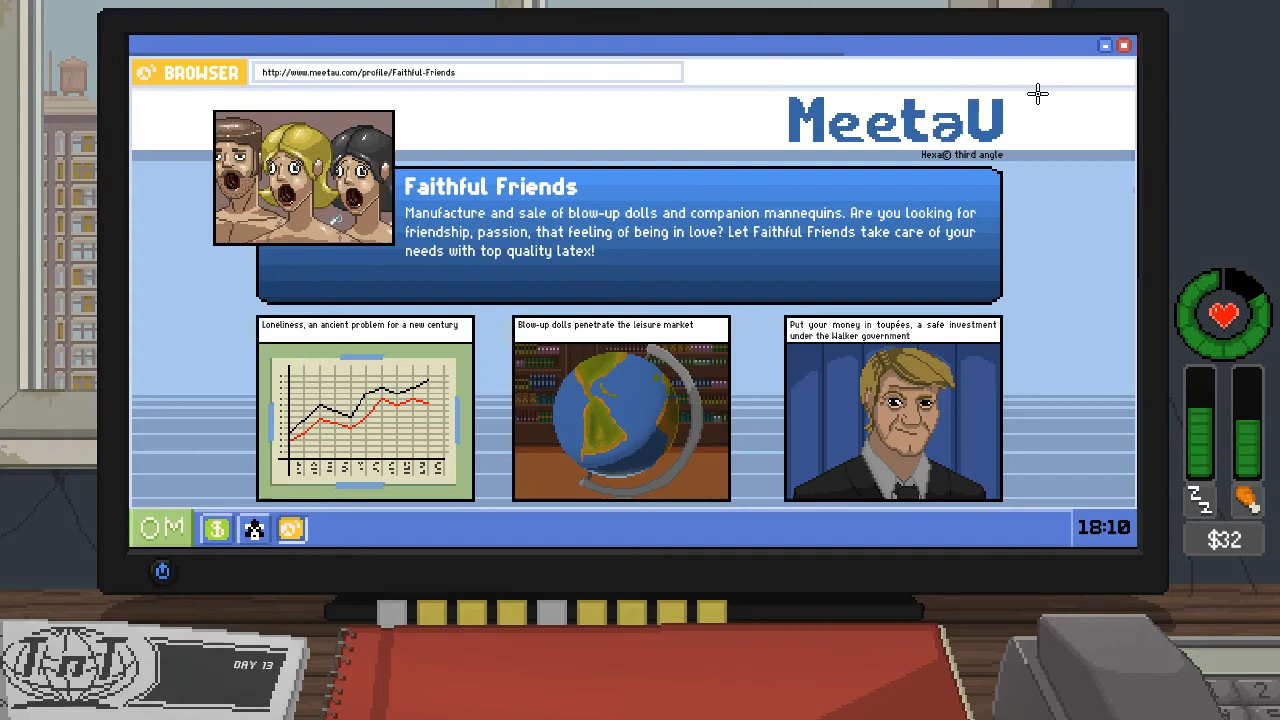 BROWSER
http://www.meetau.com/profile/Faithful-Friends
MeetaU
Hexa© third angle
Faithful Friends
Manufacture and sale of blow-up dolls and companion mannequins. Are you looking for
friendship, passion, that feeling of being in love? Let Faithful Friends take care of your
needs with top quality latex!
Loneliness, an ancient problem for a new century
Blow-up dolls penetrate the leisure market
Put your money in toupées, a safe investment
under the Walker government
OM
18:10
$32
TnT
DAY 13
2